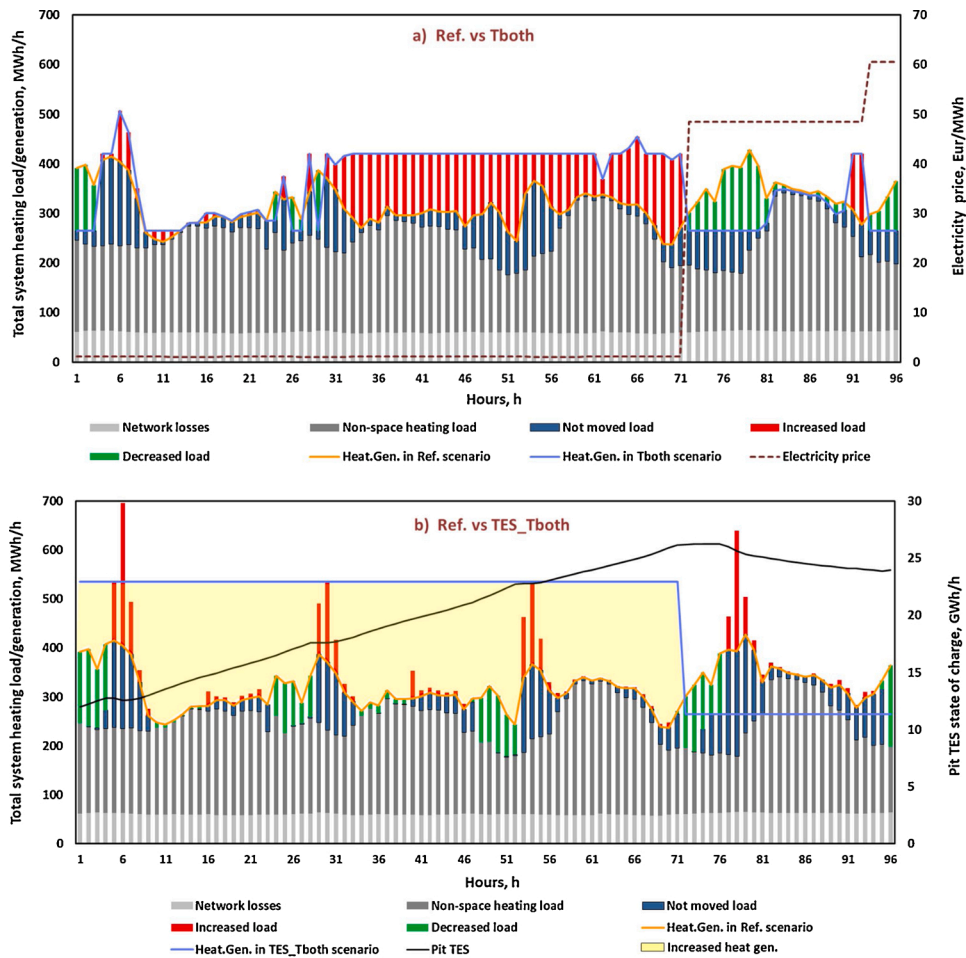 a) Ref. vs Tboth
Total system heating load/generation, MWh/h
700
600
500
400
300
200
100
0
70
60
50
40
30
20
10
0
Electricity price, Eur/MWh
1 6 11 16 21 26 31 36 41 46 51 56 61 66 71 76 81 86 91 96
Hours, h
Network losses Non-space heating load Not moved load Increased load
Decreased load Heat.Gen. in Ref. scenario Heat.Gen. in Tboth scenario Electricity price
b) Ref. vs TES_Tboth
Total system heating load/generation, MWh/h
700
600
500
400
300
200
100
0
30
25
20
15
10
5
0
Pit TES state of charge, GWh/h
1 6 11 16 21 26 31 36 41 46 51 56 61 66 71 76 81 86 91 96
Hours, h
Network losses Non-space heating load Not moved load
Increased load Decreased load Heat.Gen. in Ref. scenario
Heat.Gen. in TES_Tboth scenario Pit TES Increased heat gen.